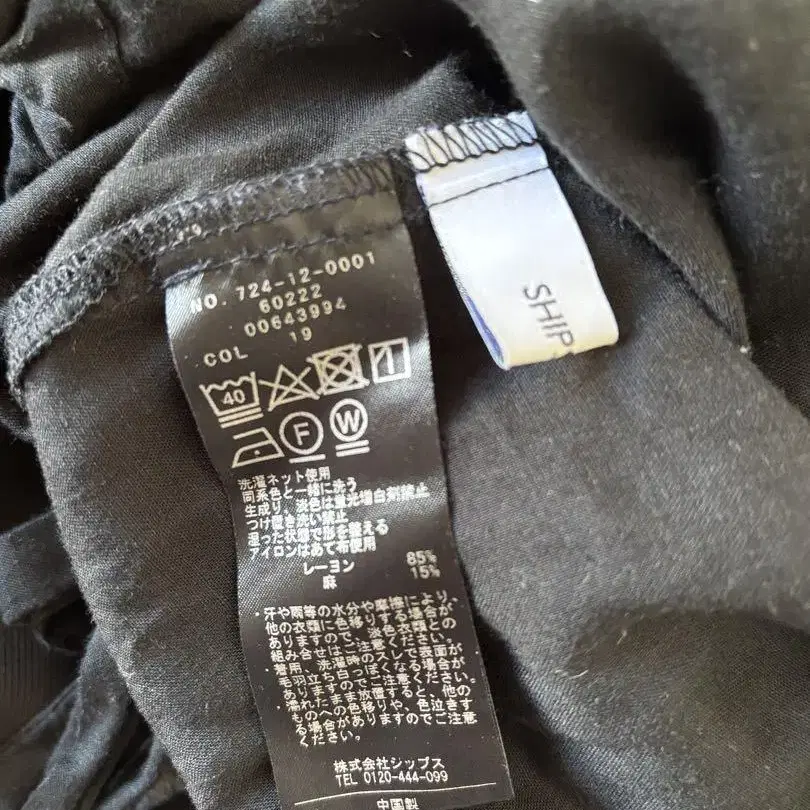 NO. 724-12-0001
60222
00643994
COL 19
40
F W
洗濯ネット使用
同系色と一緒に洗う
生成り、淡色は蛍光増白剤禁止
つけ置き洗い禁止
湿った状態で形を整える
アイロンはあて布使用
レーヨン 85%
麻 15%
・汗や雨等の水分や摩擦により、
他の衣類に色移りする場合が
ありますので、淡色衣類との
組み合せはご注意ください。
・着用、洗濯時のスレで表面が
毛羽立ち白っぽくなる場合が
ありますのでご注意ください。
・濡れたまま放置すると、他の
ものへの色移りや、色泣きす
る場合がありますのでご注意
ください。
株式会社シップス
TEL 0120-444-099
中国製
SHIP